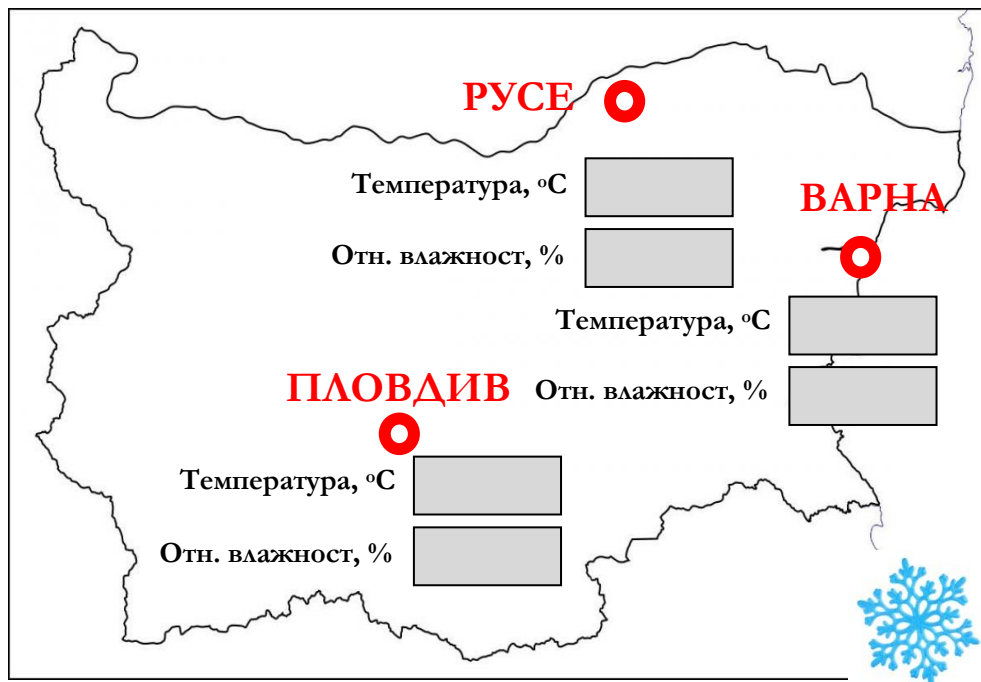 РУСЕ
Температура, °C
Отн. влажност, %
ВАРНА
Температура, °C
Отн. влажност, %
ПЛОВДИВ
Температура, °C
Отн. влажност, %